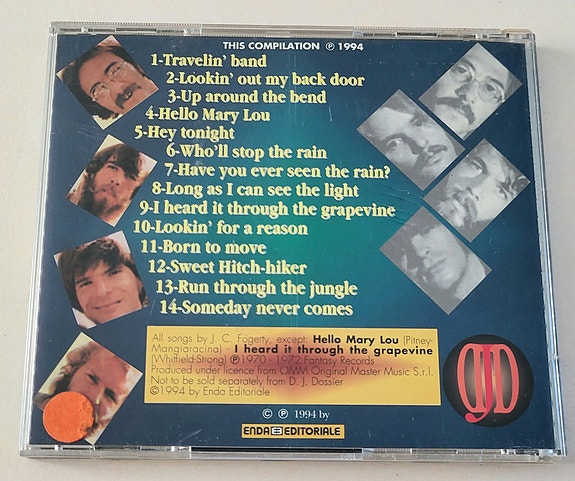 THIS COMPILATION ℗ 1994
1-Travelin' band
2-Lookin' out my back door
3-Up around the bend
4-Hello Mary Lou
5-Hey tonight
6-Who'll stop the rain
7-Have you ever seen the rain?
8-Long as I can see the light
9-I heard it through the grapevine
10-Lookin' for a reason
11-Born to move
12-Sweet Hitch-hiker
13-Run through the jungle
14-Someday never comes
All songs by J. C. Fogerty, except: Hello Mary Lou (Pitney-
Mangiaracina) - I heard it through the grapevine
(Whitfield-Strong) ℗ 1970, 1972 Fantasy Records
Produced under licence from OMM Original Master Music S.r.l.
Not to be sold separately from D. J. Dossier
©1994 by Enda Editoriale
© ℗ 1994 by
ENDA EDITORIALE
DJD